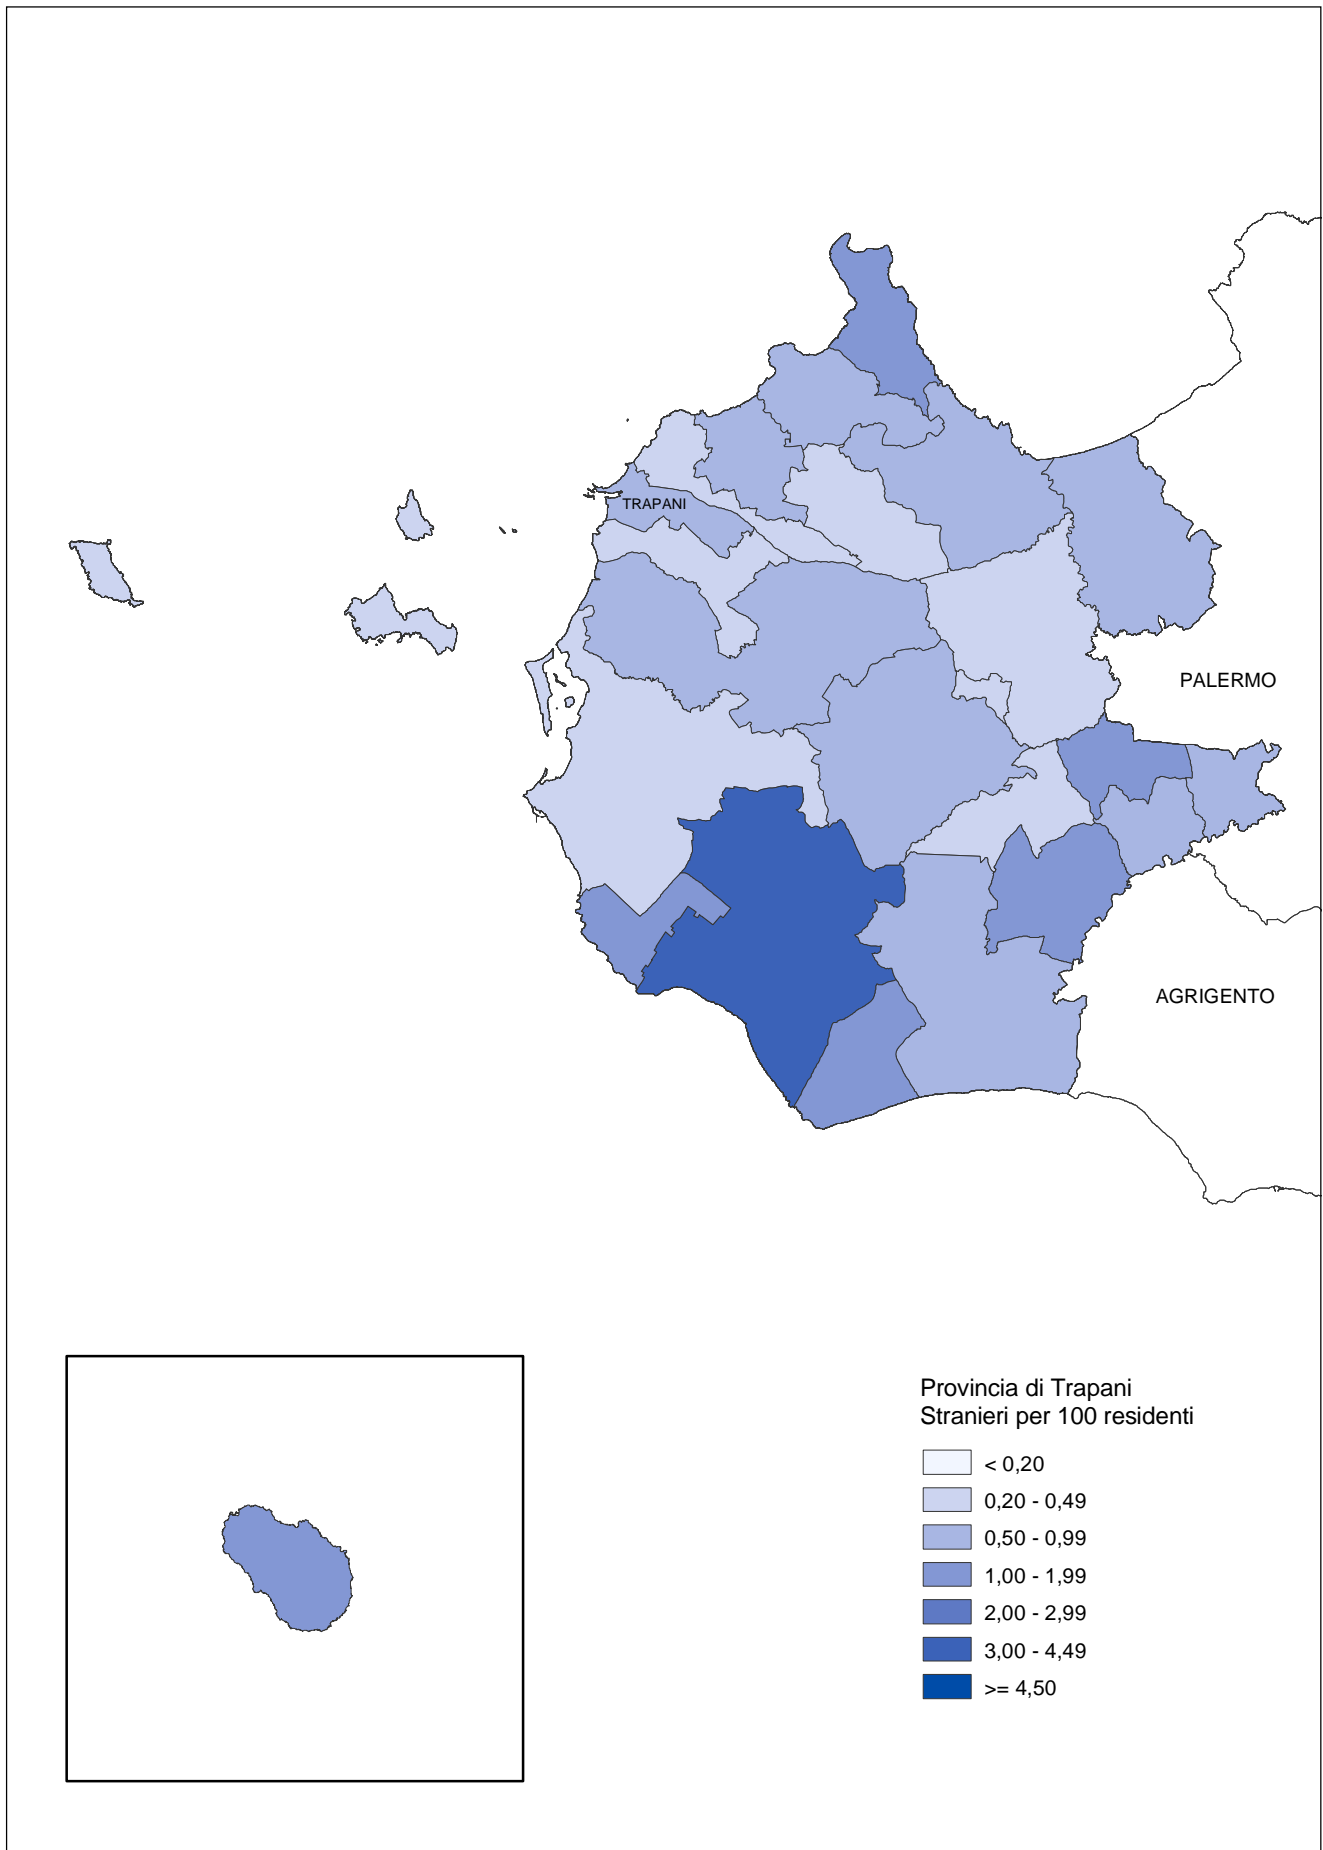 TRAPANI
PALERMO
AGRIGENTO
Provincia di Trapani
Stranieri per 100 residenti
< 0,20
0,20 - 0,49
0,50 - 0,99
1,00 - 1,99
2,00 - 2,99
3,00 - 4,49
>= 4,50